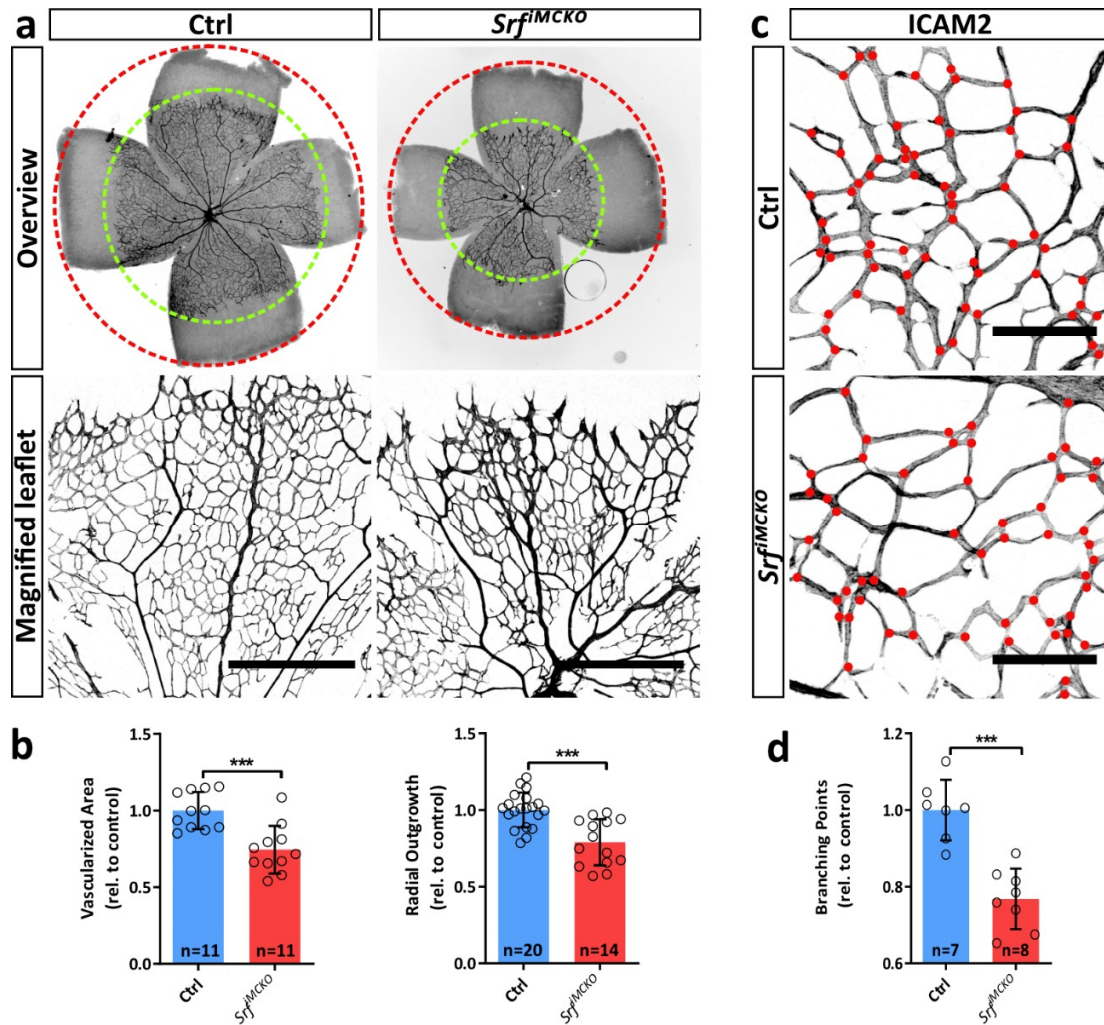 a
Ctrl
Srf^iMCKO
c
ICAM2
Overview
Magnified leaflet
Ctrl
Srf^iMCKO
b
Vascularized Area
(rel. to control)
1.5
1.0
0.5
0.0
***
n=11
n=11
Ctrl
Srf^iMCKO
Radial Outgrowth
(rel. to control)
1.5
1.0
0.5
0.0
***
n=20
n=14
Ctrl
Srf^iMCKO
d
Branching Points
(rel. to control)
1.2
1.0
0.8
0.6
***
n=7
n=8
Ctrl
Srf^iMCKO